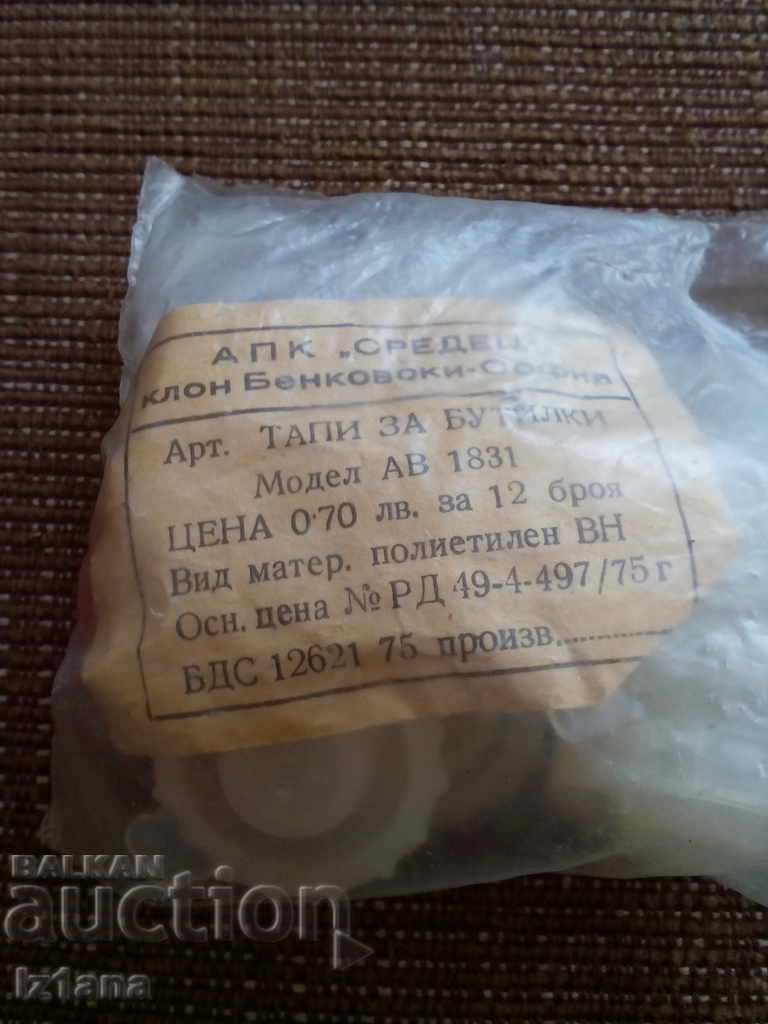 АПК „СРЕДЕЦ"
клон Бенковски-София
Арт. ТАПИ ЗА БУТИЛКИ
Модел АВ 1831
ЦЕНА 0·70 лв. за 12 броя
Вид матер. полиетилен ВН
Осн. цена № РД 49-4-497/75 г
БДС 12621 75 произв.............
BALKAN
auction
Iz1ana